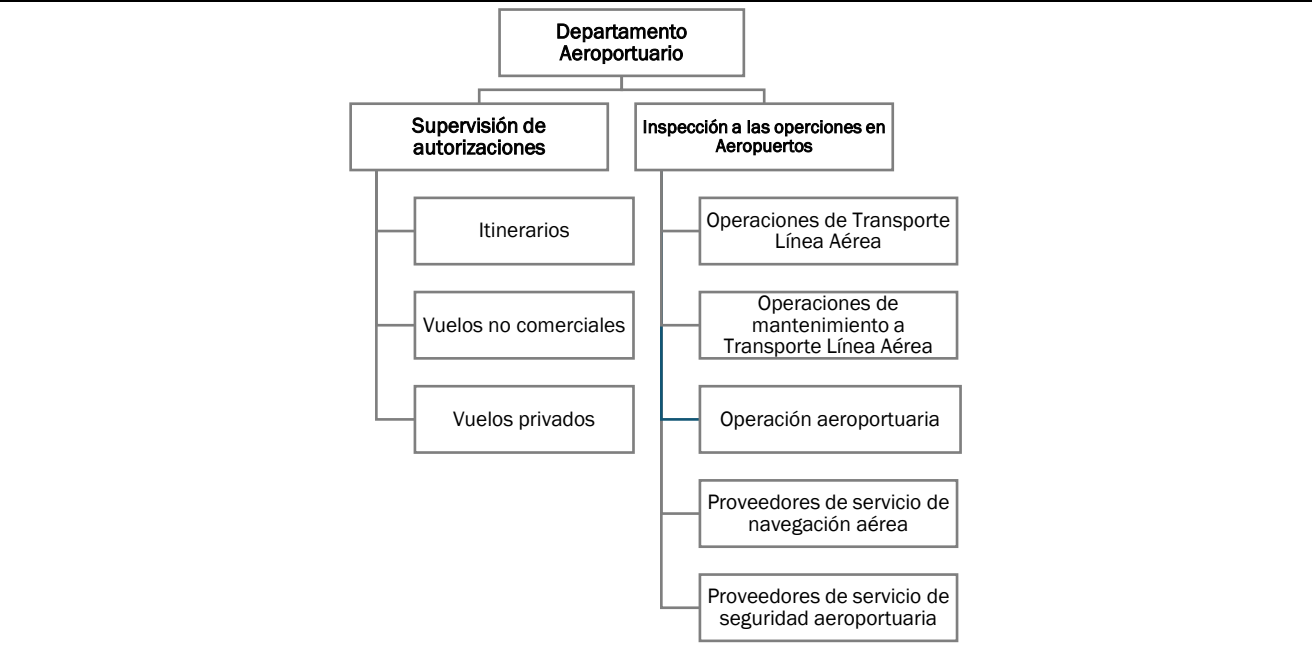 Departamento
Aeroportuario
Supervisión de
autorizaciones
Itinerarios
Vuelos no comerciales
Vuelos privados
Inspección a las operciones en
Aeropuertos
Operaciones de Transporte
Línea Aérea
Operaciones de
mantenimiento a
Transporte Línea Aérea
Operación aeroportuaria
Proveedores de servicio de
navegación aérea
Proveedores de servicio de
seguridad aeroportuaria